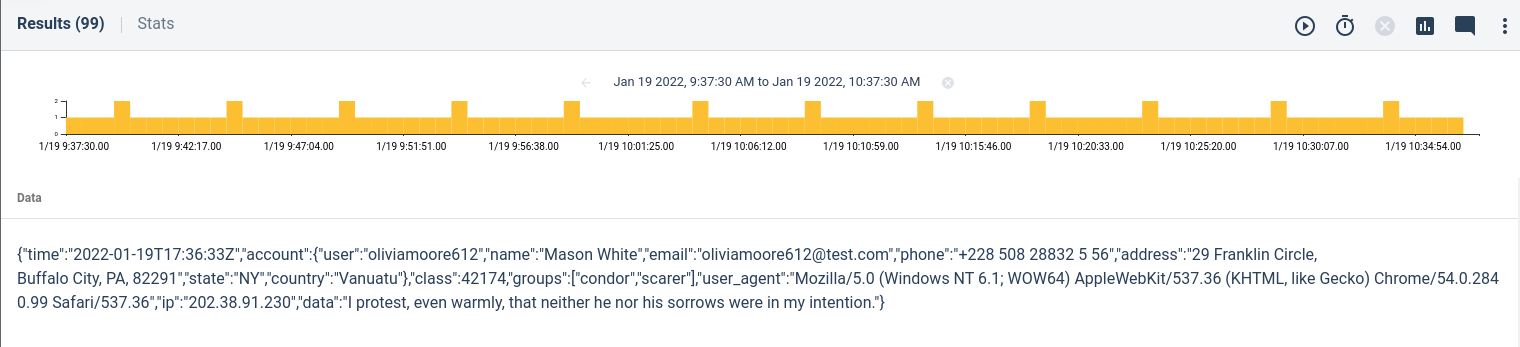 Results (99) Stats
Jan 19 2022, 9:37:30 AM to Jan 19 2022, 10:37:30 AM
2
1
0
1/19 9:37:30.00 1/19 9:42:17.00 1/19 9:47:04.00 1/19 9:51:51.00 1/19 9:56:38.00 1/19 10:01:25.00 1/19 10:06:12.00 1/19 10:10:59.00 1/19 10:15:46.00 1/19 10:20:33.00 1/19 10:25:20.00 1/19 10:30:07.00 1/19 10:34:54.00
Data
{"time":"2022-01-19T17:36:33Z","account":{"user":"oliviamoore612","name":"Mason White","email":"oliviamoore612@test.com","phone":"+228 508 28832 5 56","address":"29 Franklin Circle,
Buffalo City, PA, 82291","state":"NY","country":"Vanuatu"},"class":42174,"groups":["condor","scarer"],"user_agent":"Mozilla/5.0 (Windows NT 6.1; WOW64) AppleWebKit/537.36 (KHTML, like Gecko) Chrome/54.0.284
0.99 Safari/537.36","ip":"202.38.91.230","data":"I protest, even warmly, that neither he nor his sorrows were in my intention."}